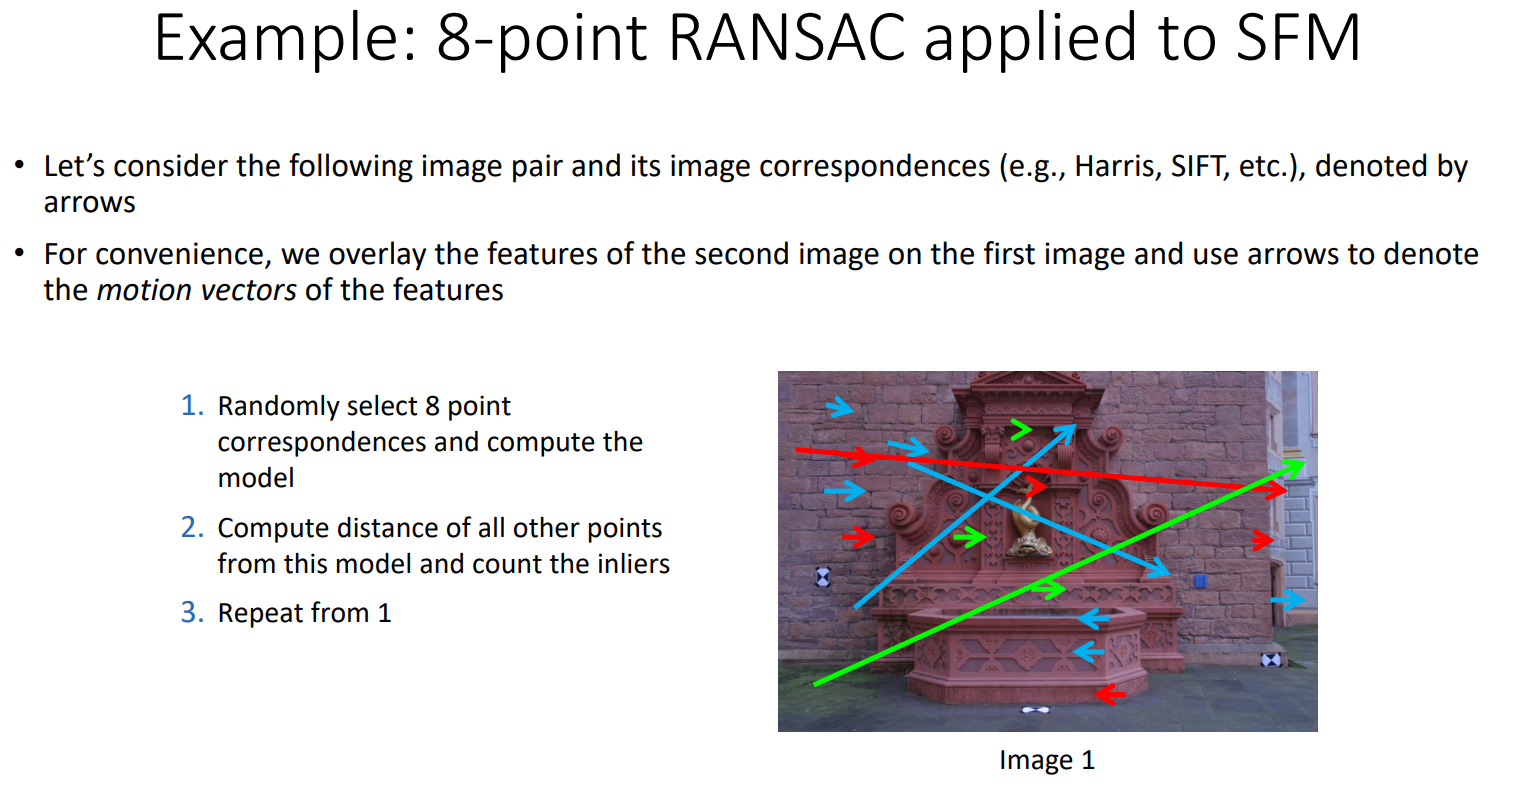 Example: 8-point RANSAC applied to SFM
• Let’s consider the following image pair and its image correspondences (e.g., Harris, SIFT, etc.), denoted by
arrows
• For convenience, we overlay the features of the second image on the first image and use arrows to denote
the motion vectors of the features
1. Randomly select 8 point
correspondences and compute the
model
2. Compute distance of all other points
from this model and count the inliers
3. Repeat from 1
Image 1